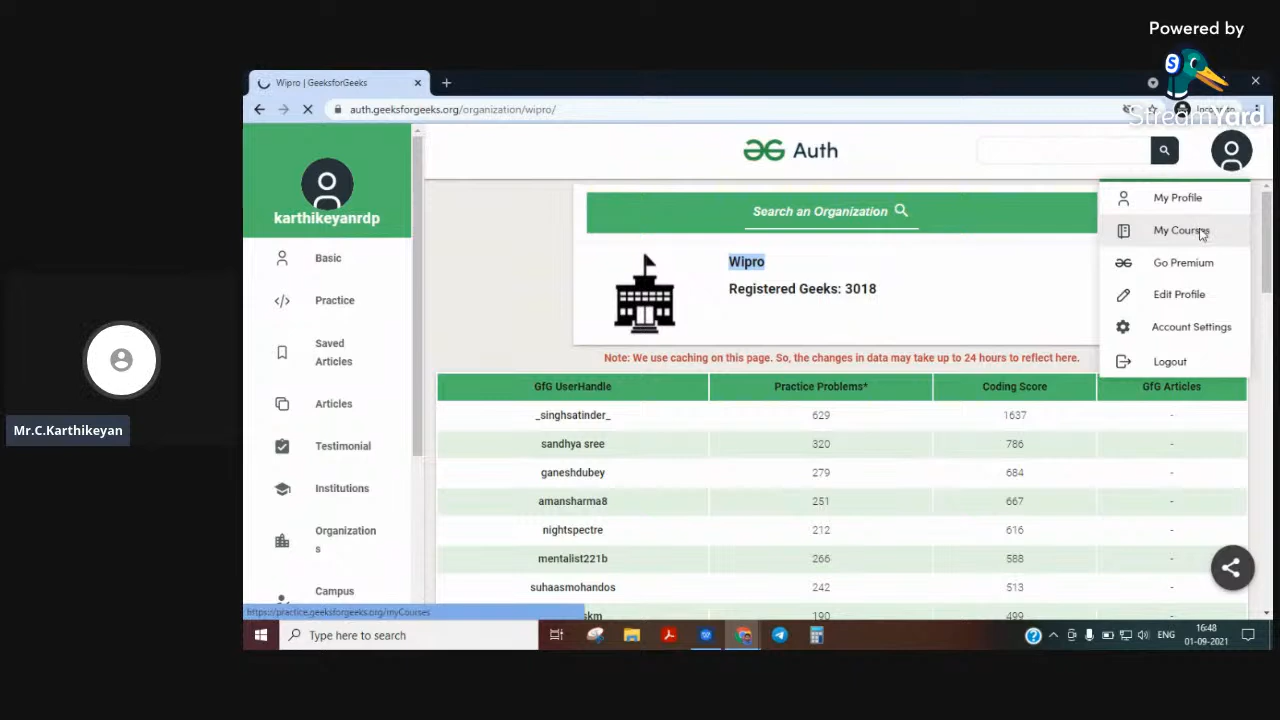 Powered by
StreamYard
Wipro | GeeksforGeeks
auth.geeksforgeeks.org/organization/wipro/
karthikeyanrdp
Basic
Practice
Saved
Articles
Articles
Testimonial
Institutions
Organization
s
Campus
https://practice.geeksforgeeks.org/myCourses
Auth
Search an Organization
Wipro
Registered Geeks: 3018
Note: We use caching on this page. So, the changes in data may take up to 24 hours to reflect here.
My Profile
My Courses
Go Premium
Edit Profile
Account Settings
Logout
GfG UserHandle Practice Problems* Coding Score GfG Articles
_singhsatinder_ 629 1637 -
sandhya sree 320 786 -
ganeshdubey 279 684 -
amansharma8 251 667 -
nightspectre 212 616 -
mentalist221b 266 588 -
suhaasmohandos 242 513 -
190 499
Mr.C.Karthikeyan
Type here to search
ENG
16:48
01-09-2021